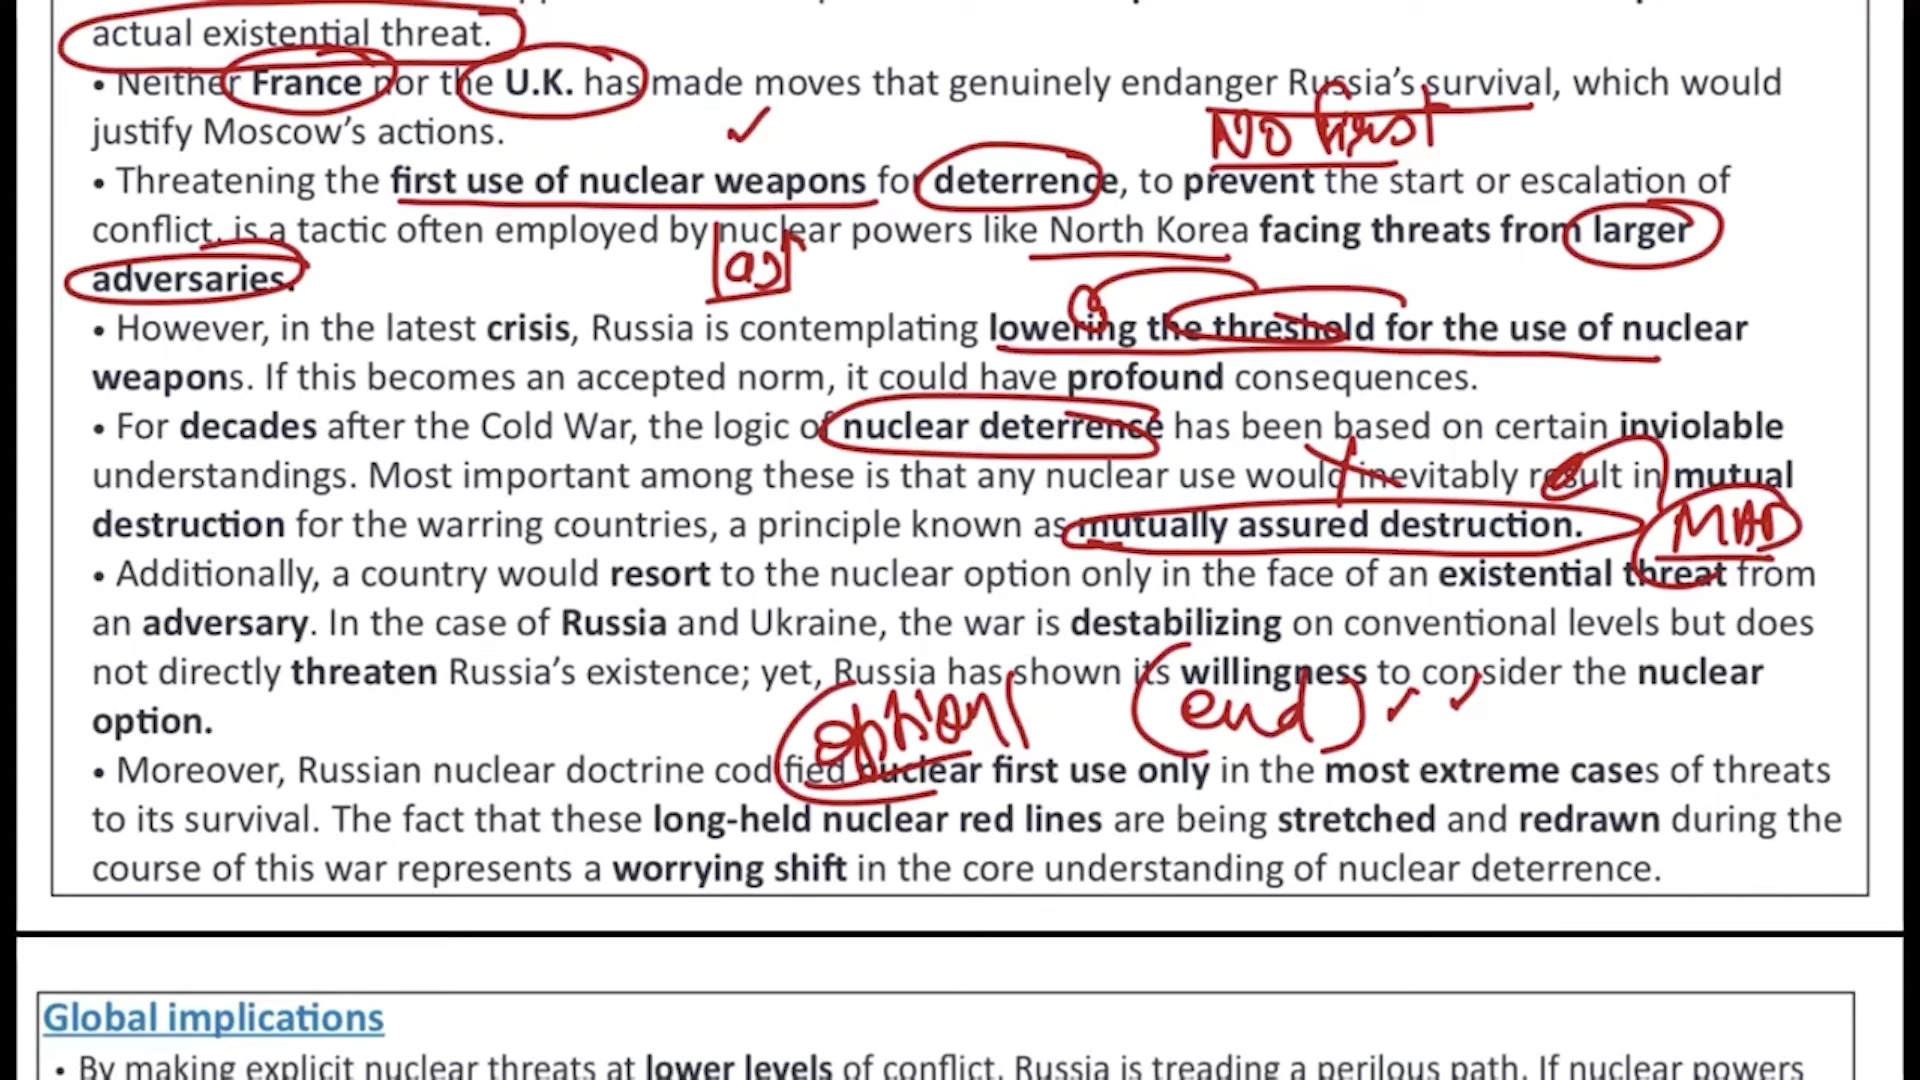 actual existential threat.
• Neither France nor the U.K. has made moves that genuinely endanger Russia's survival, which would
justify Moscow's actions.
No first
• Threatening the first use of nuclear weapons for deterrence, to prevent the start or escalation of
conflict, is a tactic often employed by nuclear powers like North Korea facing threats from larger
adversaries.
• However, in the latest crisis, Russia is contemplating lowering the threshold for the use of nuclear
weapons. If this becomes an accepted norm, it could have profound consequences.
• For decades after the Cold War, the logic of nuclear deterrence has been based on certain inviolable
understandings. Most important among these is that any nuclear use would inevitably result in mutual
destruction for the warring countries, a principle known as mutually assured destruction.
MAD
• Additionally, a country would resort to the nuclear option only in the face of an existential threat from
an adversary. In the case of Russia and Ukraine, the war is destabilizing on conventional levels but does
not directly threaten Russia's existence; yet, Russia has shown its willingness to consider the nuclear
option.
option (end)
• Moreover, Russian nuclear doctrine codified nuclear first use only in the most extreme cases of threats
to its survival. The fact that these long-held nuclear red lines are being stretched and redrawn during the
course of this war represents a worrying shift in the core understanding of nuclear deterrence.
Global implications
• By making explicit nuclear threats at lower levels of conflict, Russia is treading a perilous path. If nuclear powers